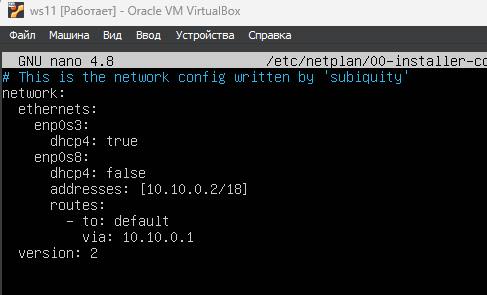 ws11 [Работает] - Oracle VM VirtualBox
Файл Машина Вид Ввод Устройства Справка
GNU nano 4.8 /etc/netplan/00-installer-co
# This is the network config written by 'subiquity'
network:
  ethernets:
    enp0s3:
      dhcp4: true
    enp0s8:
      dhcp4: false
      addresses: [10.10.0.2/18]
      routes:
        - to: default
          via: 10.10.0.1
  version: 2